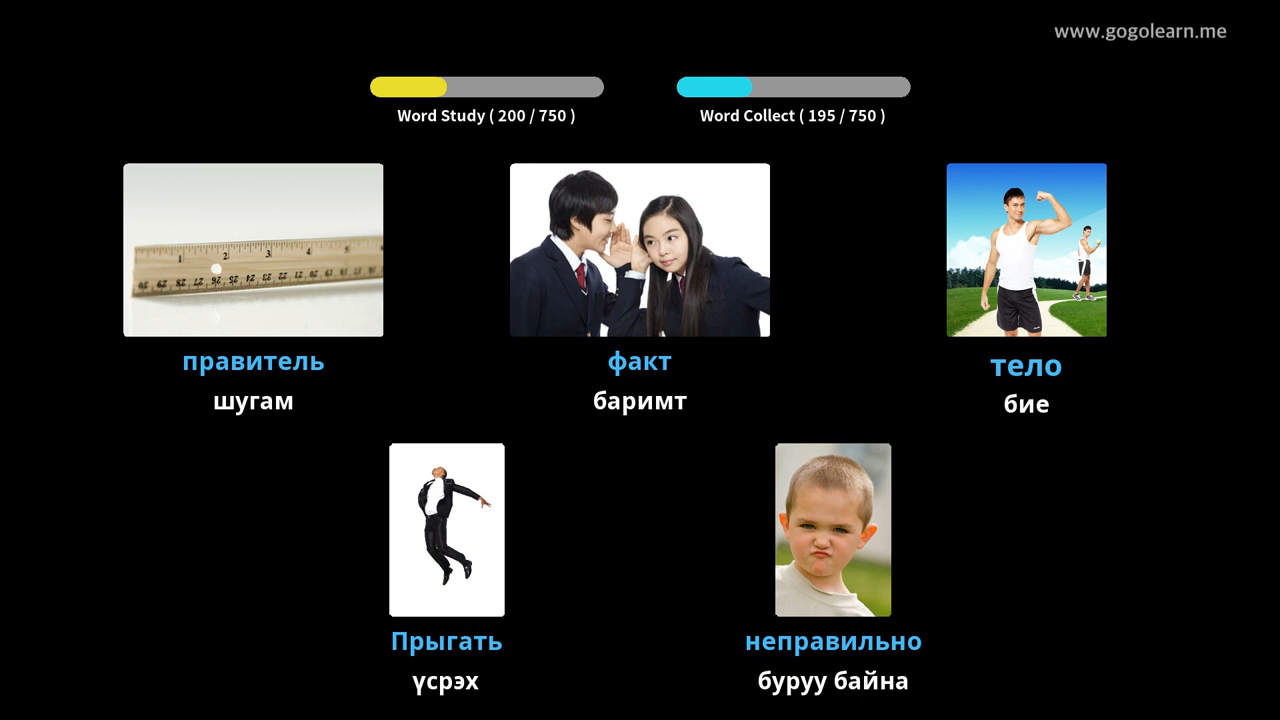 www.gogolearn.me
Word Study ( 200 / 750 )
Word Collect ( 195 / 750 )
правитель
шугам
факт
баримт
тело
бие
Прыгать
үсрэх
неправильно
буруу байна